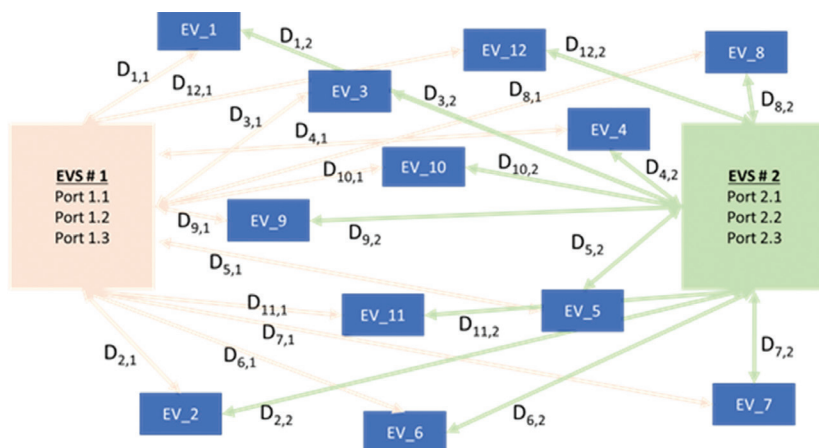 EV_1
D1,2
EV_12
D12,2
EV_8
D1,1
D12,1
EV_3
D3,2
D8,1
D8,2
D3,1
D4,1
EV_4
EVS # 1
Port 1.1
Port 1.2
Port 1.3
D10,1
EV_10
D10,2
D4,2
EVS # 2
Port 2.1
Port 2.2
Port 2.3
D9,1
EV_9
D9,2
D5,1
D5,2
D11,1
EV_11
D11,2
EV_5
D7,1
D2,1
D6,1
D7,2
EV_2
D2,2
EV_6
D6,2
EV_7